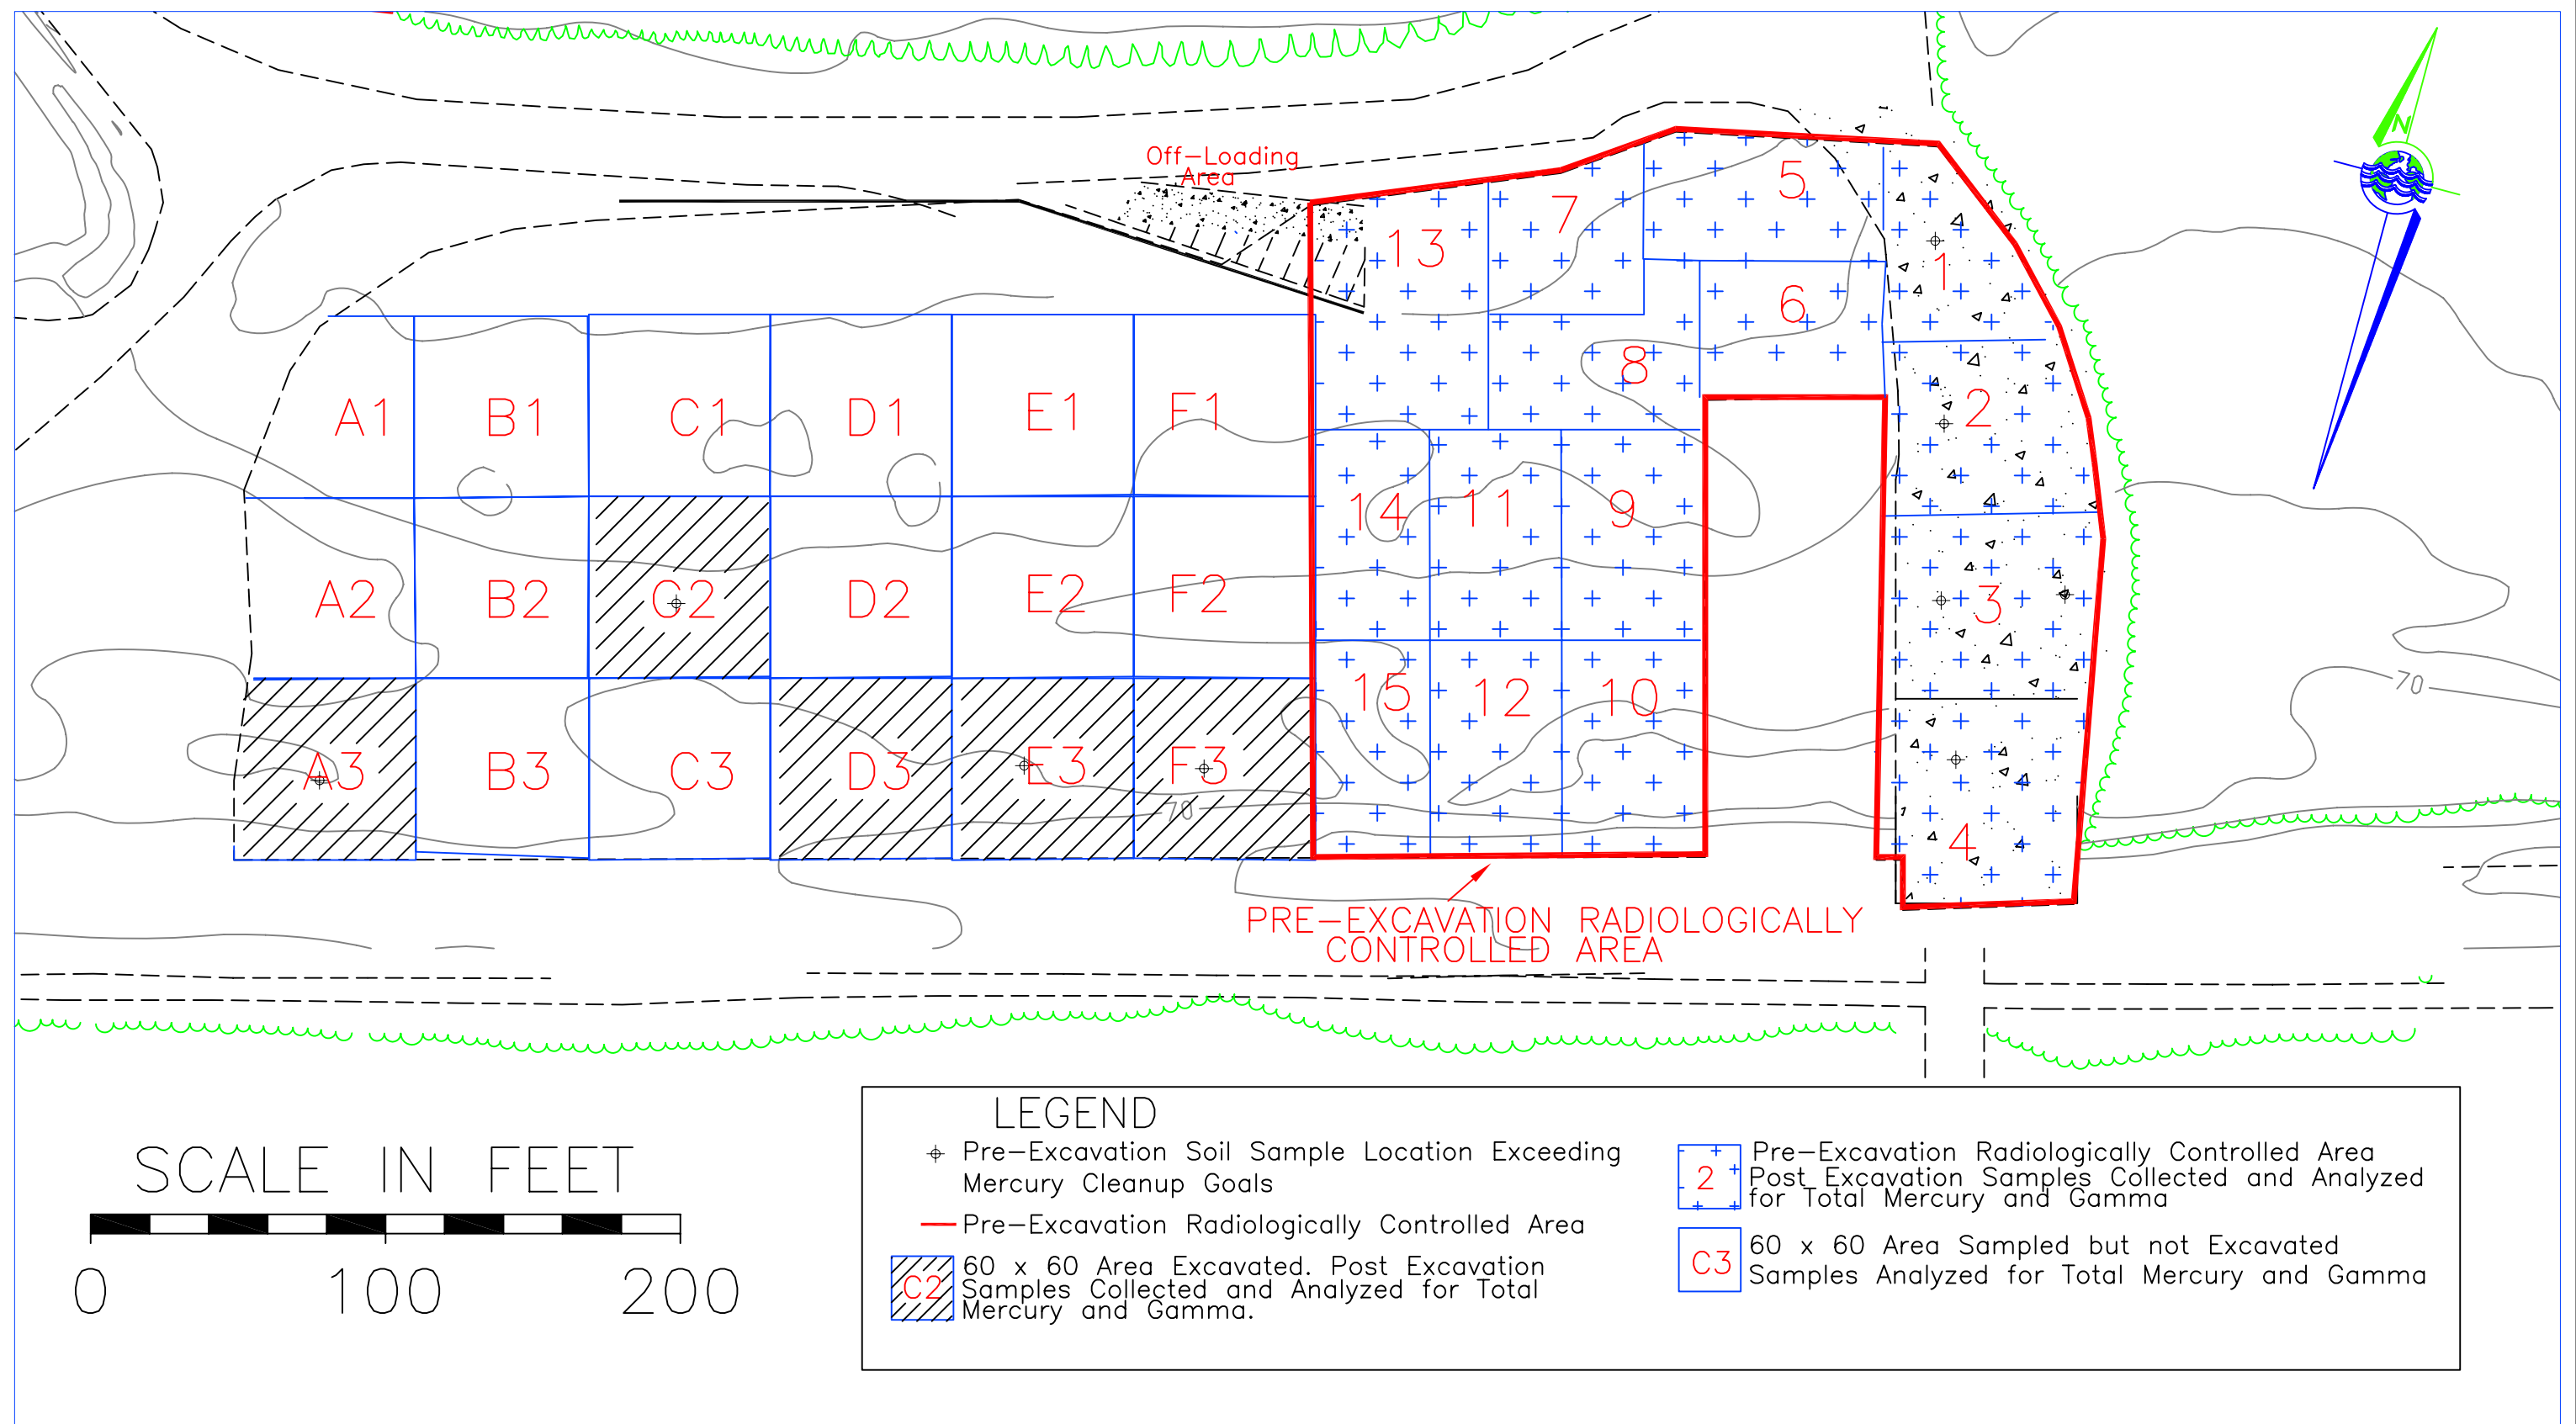 N
Off-Loading
Area
5
7
13
1
6
8
2
A1
B1
C1
D1
E1
F1
14
11
9
A2
B2
C2
D2
E2
F2
3
70
15
12
10
A3
B3
C3
D3
E3
F3
70
4
PRE-EXCAVATION RADIOLOGICALLY
CONTROLLED AREA
LEGEND
Pre-Excavation Soil Sample Location Exceeding
Mercury Cleanup Goals
Pre-Excavation Radiologically Controlled Area
C2
60 x 60 Area Excavated. Post Excavation
Samples Collected and Analyzed for Total
Mercury and Gamma.
2
Pre-Excavation Radiologically Controlled Area
Post Excavation Samples Collected and Analyzed
for Total Mercury and Gamma
C3
60 x 60 Area Sampled but not Excavated
Samples Analyzed for Total Mercury and Gamma
SCALE IN FEET
0 100 200